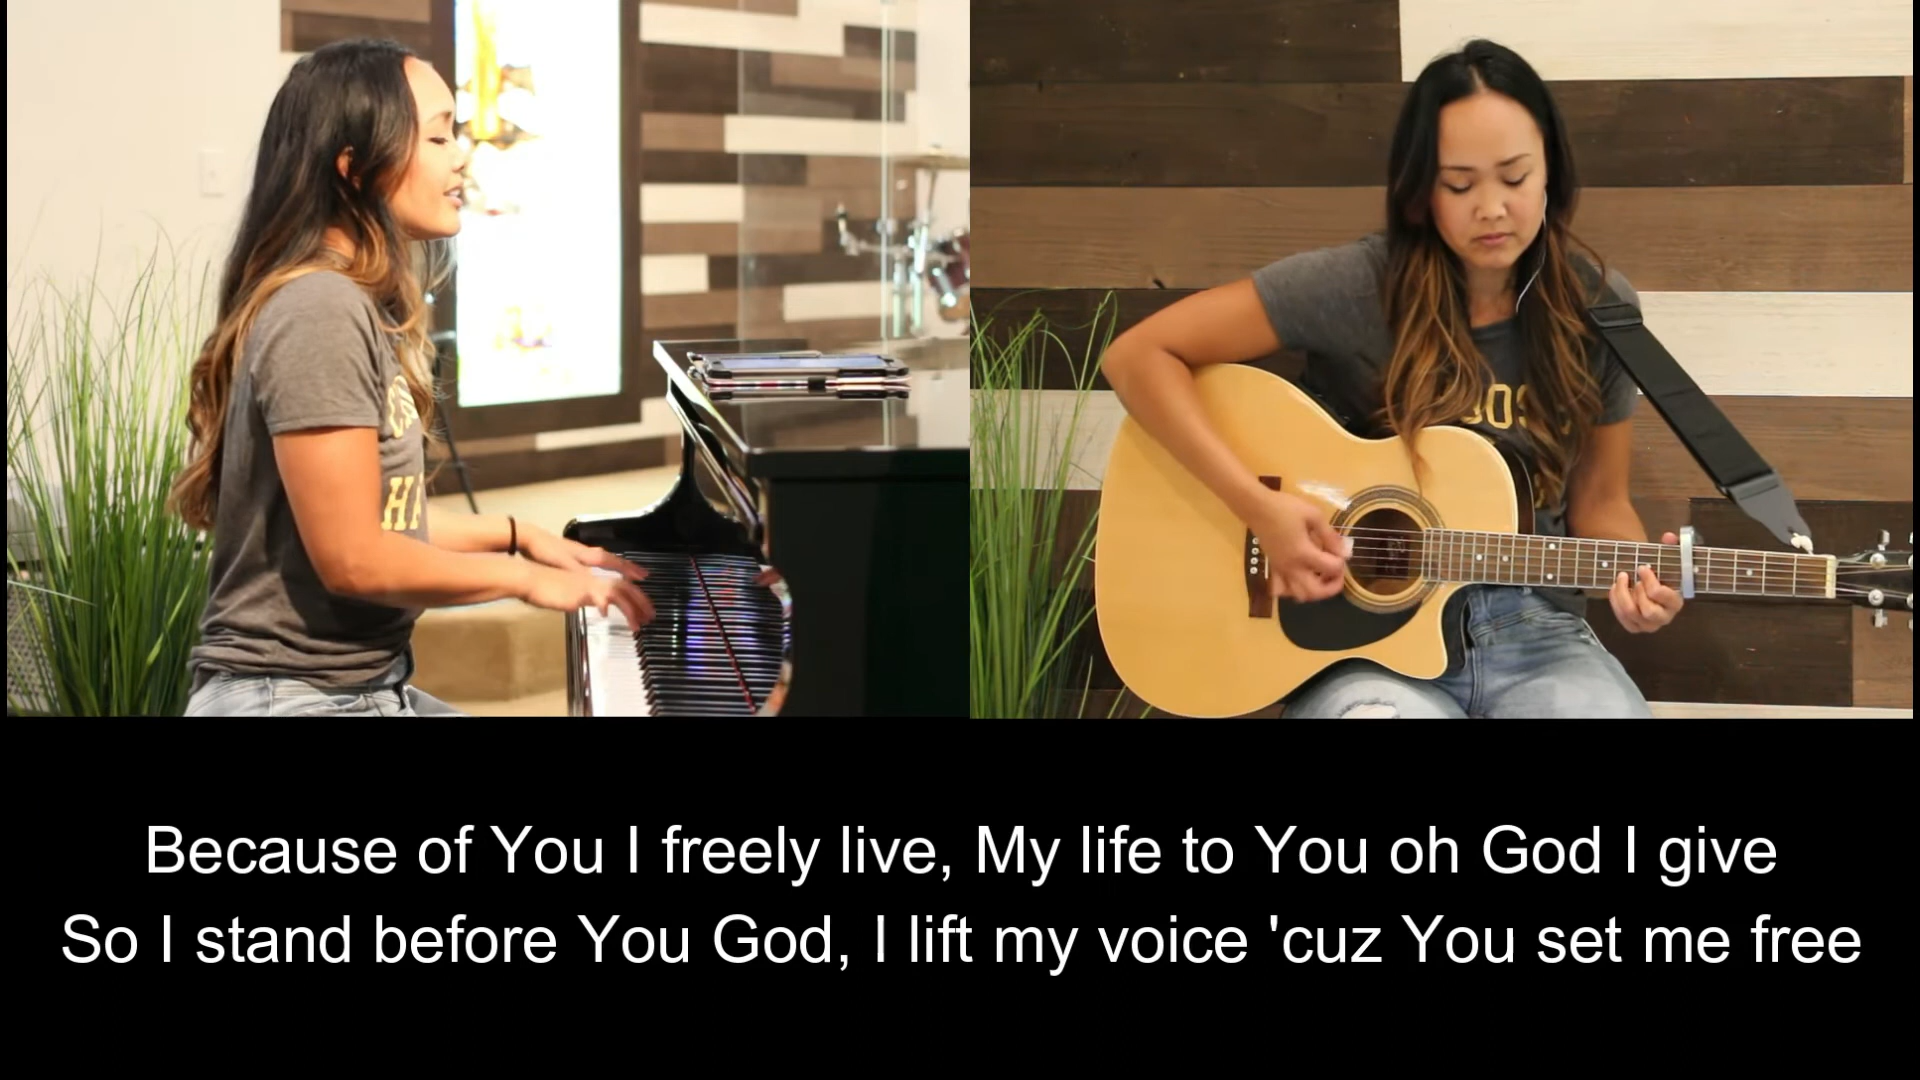 Because of You I freely live, My life to You oh God I give
So I stand before You God, I lift my voice 'cuz You set me free